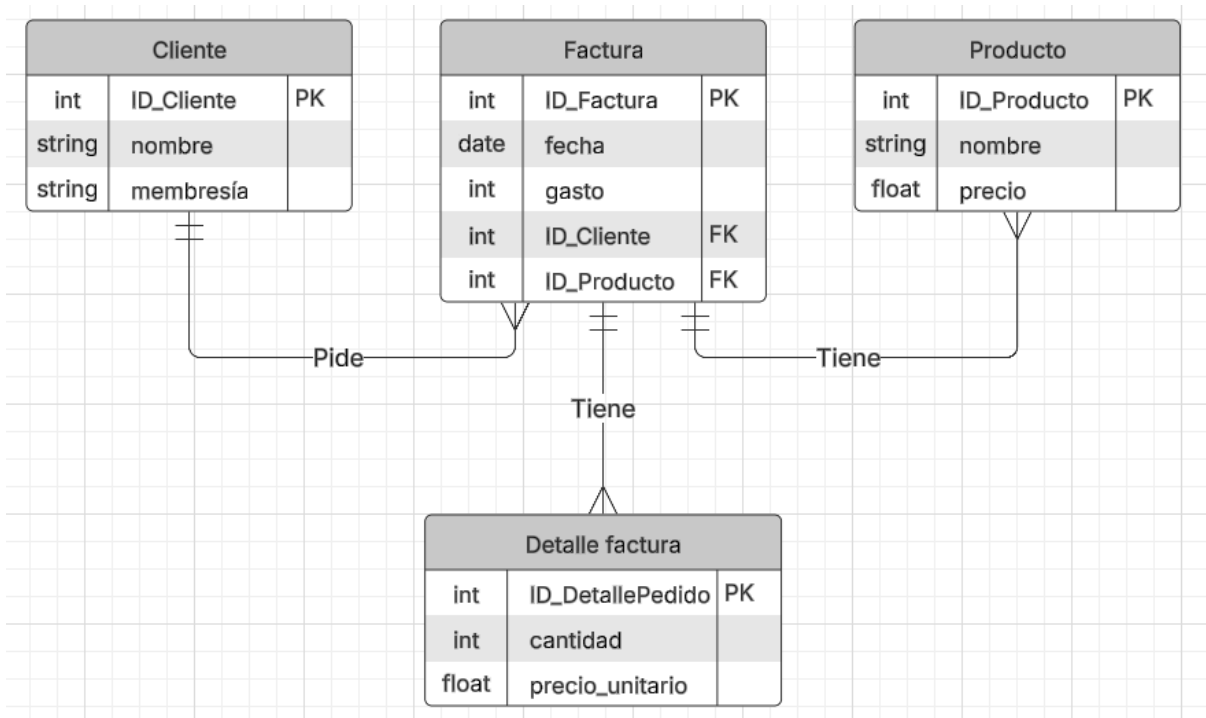 Cliente
int ID_Cliente PK
string nombre
string membresía
Factura
int ID_Factura PK
date fecha
int gasto
int ID_Cliente FK
int ID_Producto FK
Producto
int ID_Producto PK
string nombre
float precio
Pide
Tiene
Tiene
Detalle factura
int ID_DetallePedido PK
int cantidad
float precio_unitario